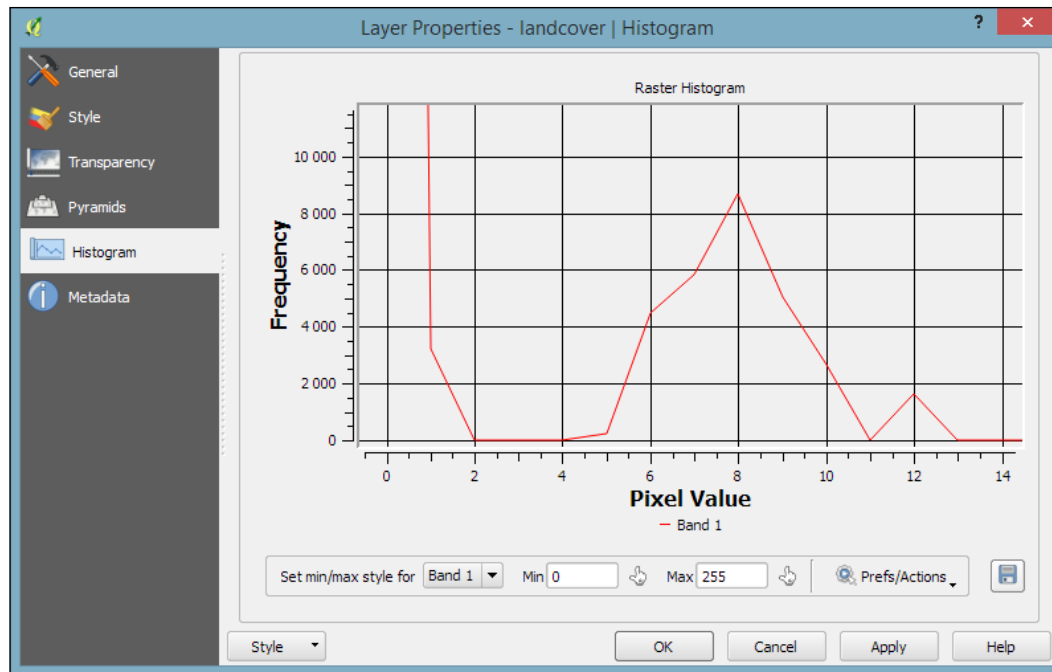 Layer Properties - landcover | Histogram
?
×
General
Style
Transparency
Pyramids
Histogram
Metadata
Raster Histogram
Frequency
10 000
8 000
6 000
4 000
2 000
0
0 2 4 6 8 10 12 14
Pixel Value
Band 1
Set min/max style for Band 1 Min 0 Max 255 Prefs/Actions
Style OK Cancel Apply Help